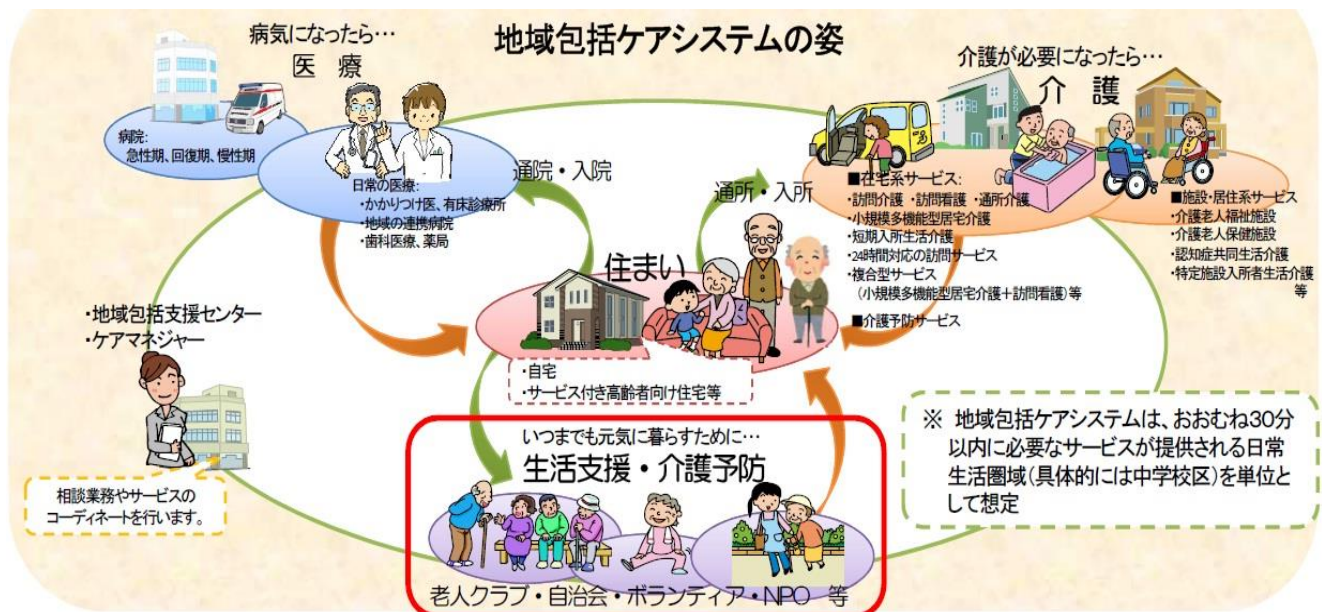 地域包括ケアシステムの姿
病気になったら…
医 療
病院:
急性期、回復期、慢性期
日常の医療:
・かかりつけ医、有床診療所
・地域の連携病院
・歯科医療、薬局
通院・入院
通所・入所
介護が必要になったら…
介 護
■在宅系サービス:
・訪問介護 ・訪問看護 ・通所介護
・小規模多機能型居宅介護
・短期入所生活介護
・24時間対応の訪問サービス
・複合型サービス
(小規模多機能型居宅介護+訪問看護)等
■介護予防サービス
■施設・居住系サービス
・介護老人福祉施設
・介護老人保健施設
・認知症共同生活介護
・特定施設入所者生活介護
等
住まい
・自宅
・サービス付き高齢者向け住宅等
・地域包括支援センター
・ケアマネジャー
相談業務やサービスの
コーディネートを行います。
いつまでも元気に暮らすために…
生活支援・介護予防
老人クラブ・自治会・ボランティア・NPO 等
※ 地域包括ケアシステムは、おおむね30分
以内に必要なサービスが提供される日常
生活圏域(具体的には中学校区)を単位と
して想定